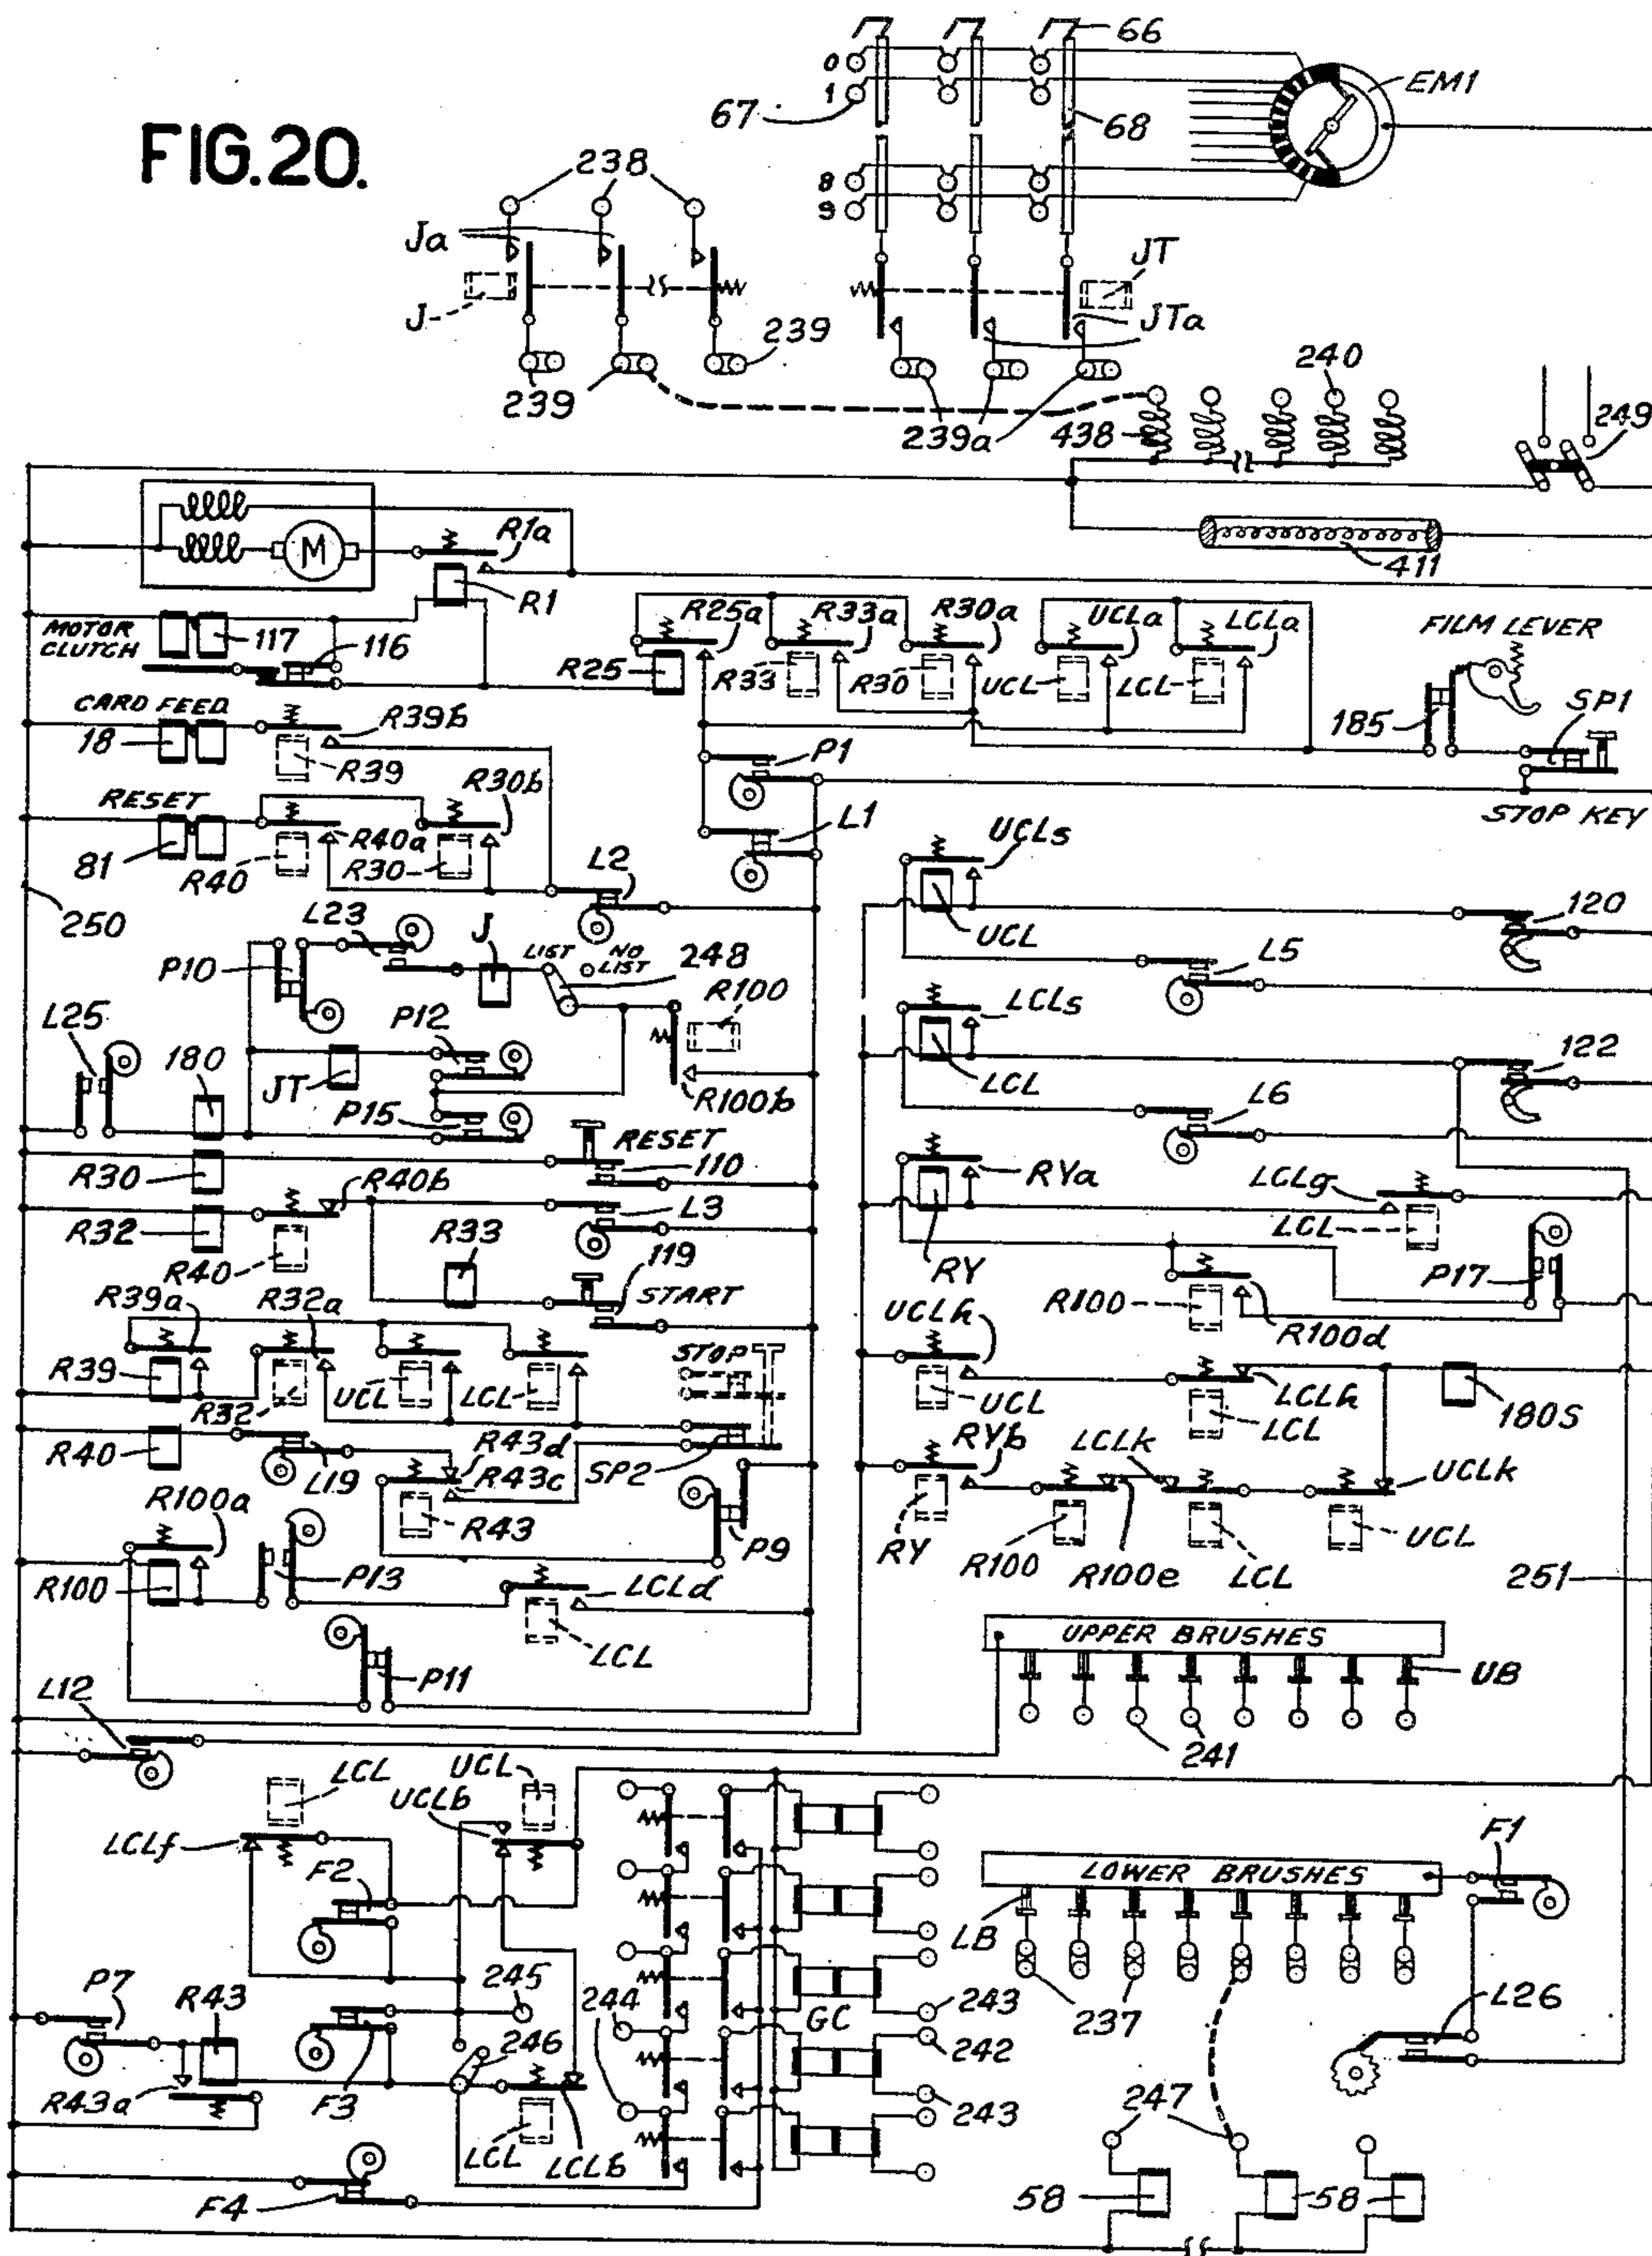 FIG.20.
66
0
1
67
68
EM1
8
9
238
Ja
J
239
239
JT
JTa
239a
240
438
249
R1a
M
R1
411
MOTOR CLUTCH
117
116
R25a
R33a
R30a
UCLa
LCLa
FILM LEVER
R25
R33
R30
UCL
LCL
185
SP1
CARD FEED
18
R39b
R39
P1
STOP KEY
RESET
R30b
81
R40a
R40
R30
L1
L2
UCLs
250
UCL
120
L23
J
LIST
NO LIST
248
P10
R100
L5
L25
P12
LCLs
180
JT
LCL
122
R100b
P15
L6
RESET
R30
110
RYa
R40b
L3
LCLg
R32
R33
LCL
R40
119
RY
P17
START
R39a
R32a
R100
R100d
UCLh
STOP
R39
UCL
LCL
R32
UCL
LCLh
LCL
180S
R40
L19
R43d
R43c
SP2
RYb
LCLk
UCLk
R100a
R43
P9
R100
P13
LCLd
RY
R100
R100e
LCL
UCL
251
LCL
UPPER BRUSHES
P11
UB
L12
241
LCL
UCL
UCLb
LCLf
F2
F1
LOWER BRUSHES
LB
P7
R43
245
244
GC
243
237
L26
246
242
R43a
F3
243
247
LCL
LCLb
F4
58
58